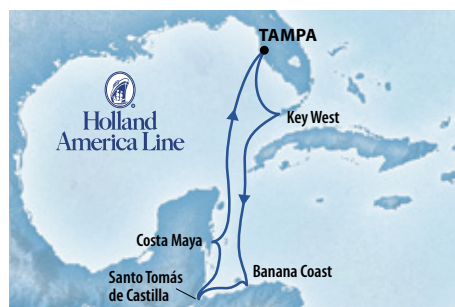 TAMPA
Holland
America Line
Key West
Costa Maya
Banana Coast
Santo Tomás
de Castilla